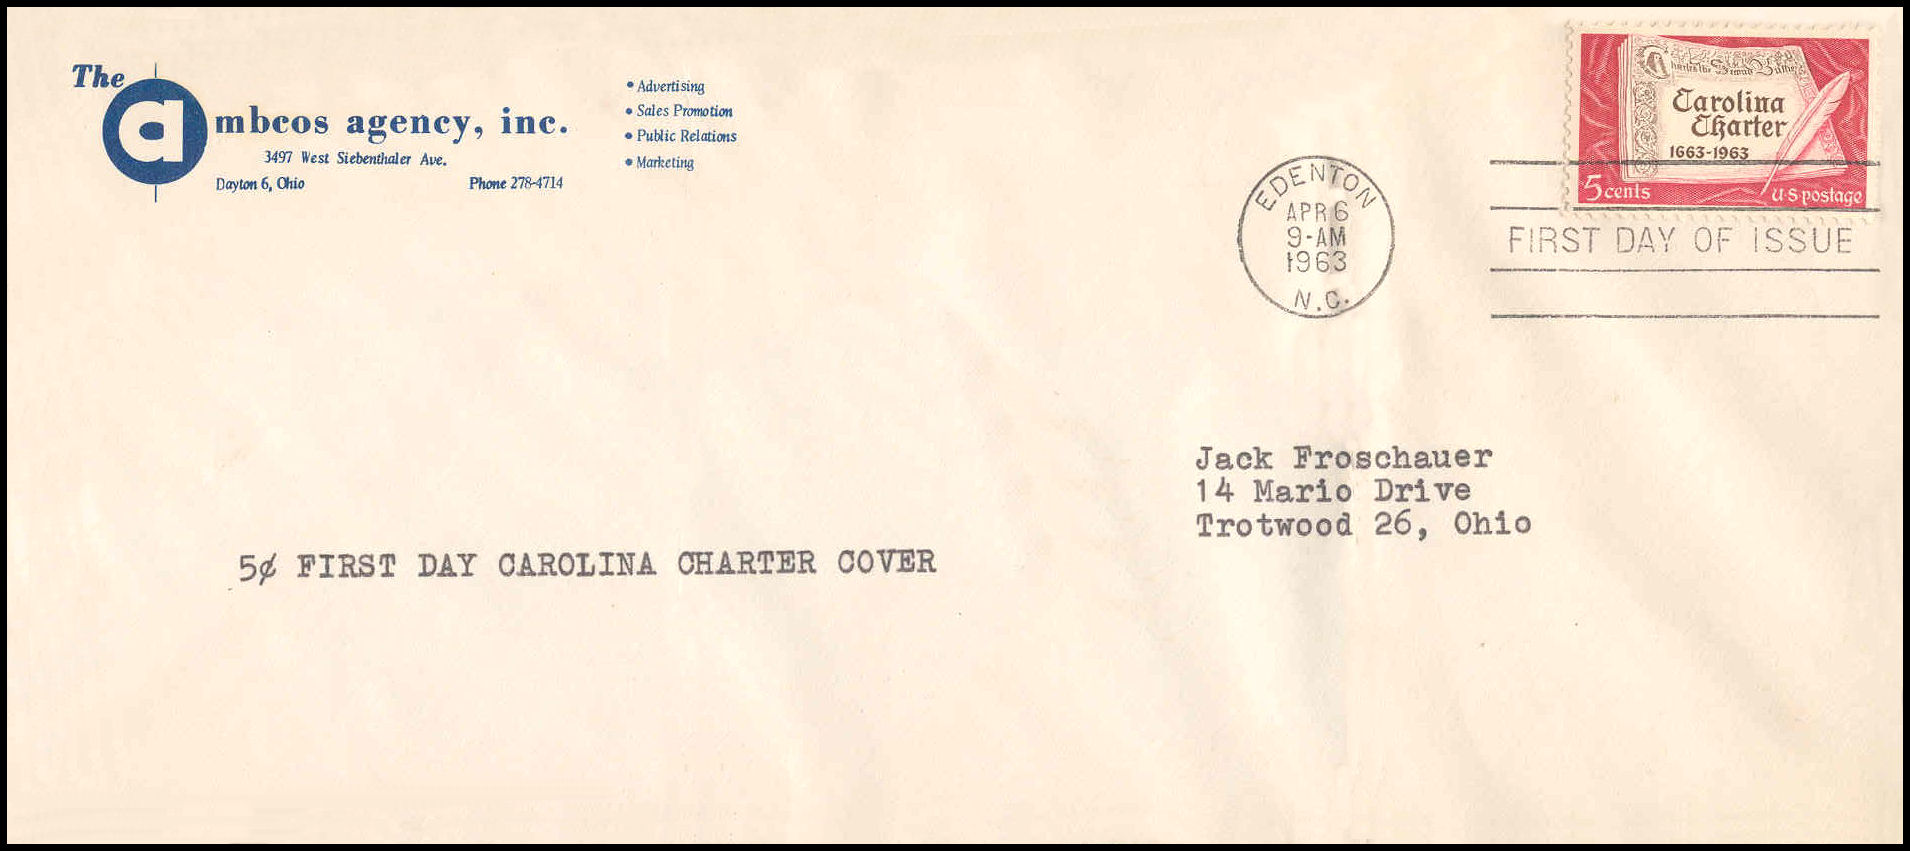 The
ambcos agency, inc.
3497 West Siebenthaler Ave.
Dayton 6, Ohio Phone 278-4714
• Advertising
• Sales Promotion
• Public Relations
• Marketing
Carolina
Charter
1663-1963
5 cents U.S. postage
EDENTON
APR 6
9-AM
1963
N.C.
FIRST DAY OF ISSUE
Jack Froschauer
14 Mario Drive
Trotwood 26, Ohio
5¢ FIRST DAY CAROLINA CHARTER COVER